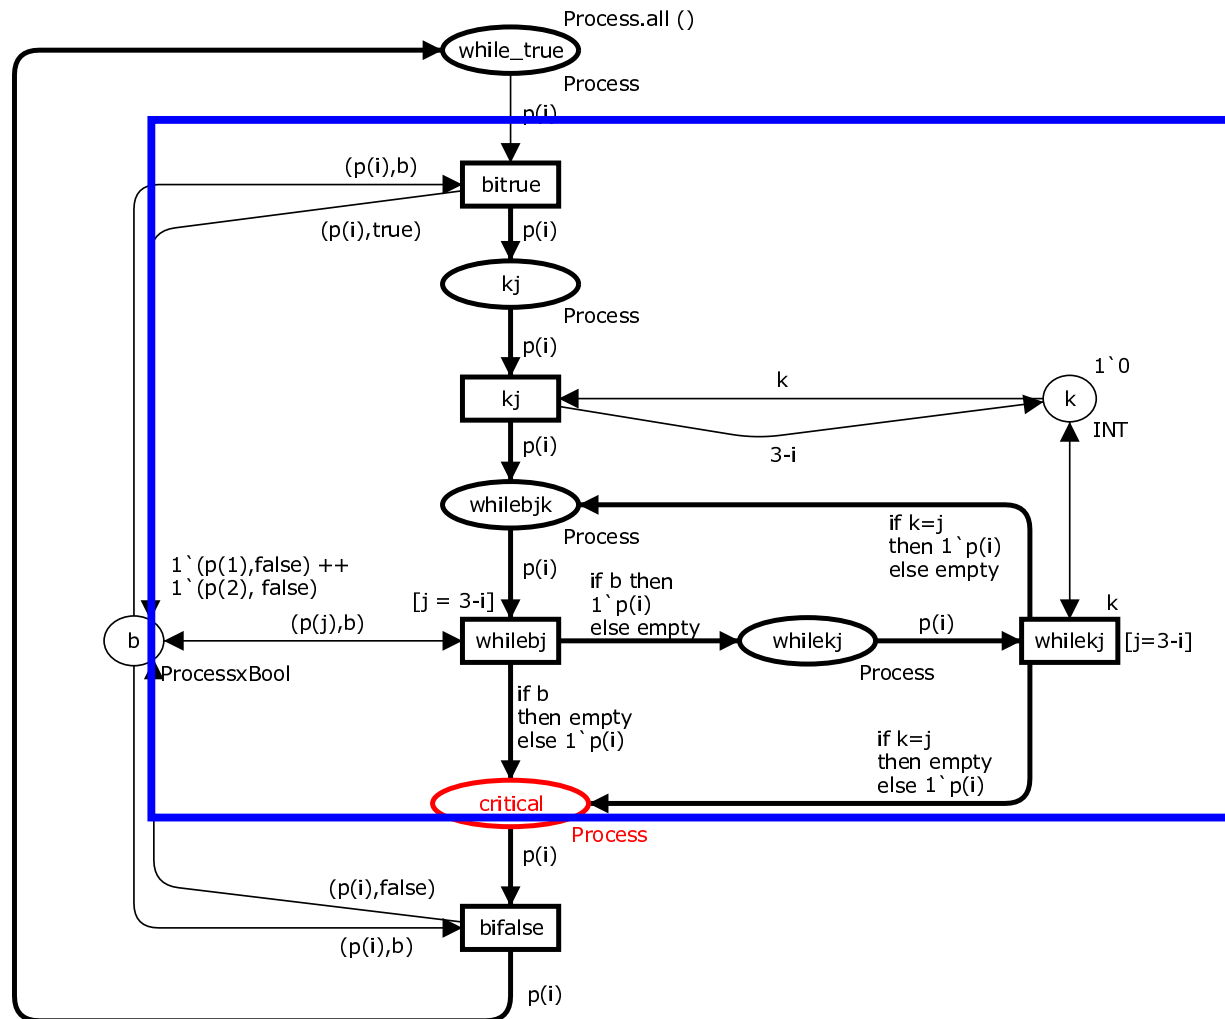 Process.all ()
while_true
Process
p(i)
(p(i),b)
bitrue
(p(i),true)
p(i)
kj
Process
p(i)
1`0
k
kj
k
INT
p(i)
3-i
whilebjk
Process
if k=j
then 1`p(i)
else empty
1`(p(1),false) ++
1`(p(2), false)
p(i)
if b then
1`p(i)
else empty
[j = 3-i]
k
b
(p(j),b)
whilebj
whilekj
p(i)
whilekj
[j=3-i]
ProcessxBool
Process
if b
then empty
else 1`p(i)
if k=j
then empty
else 1`p(i)
critical
Process
p(i)
(p(i),false)
bifalse
(p(i),b)
p(i)